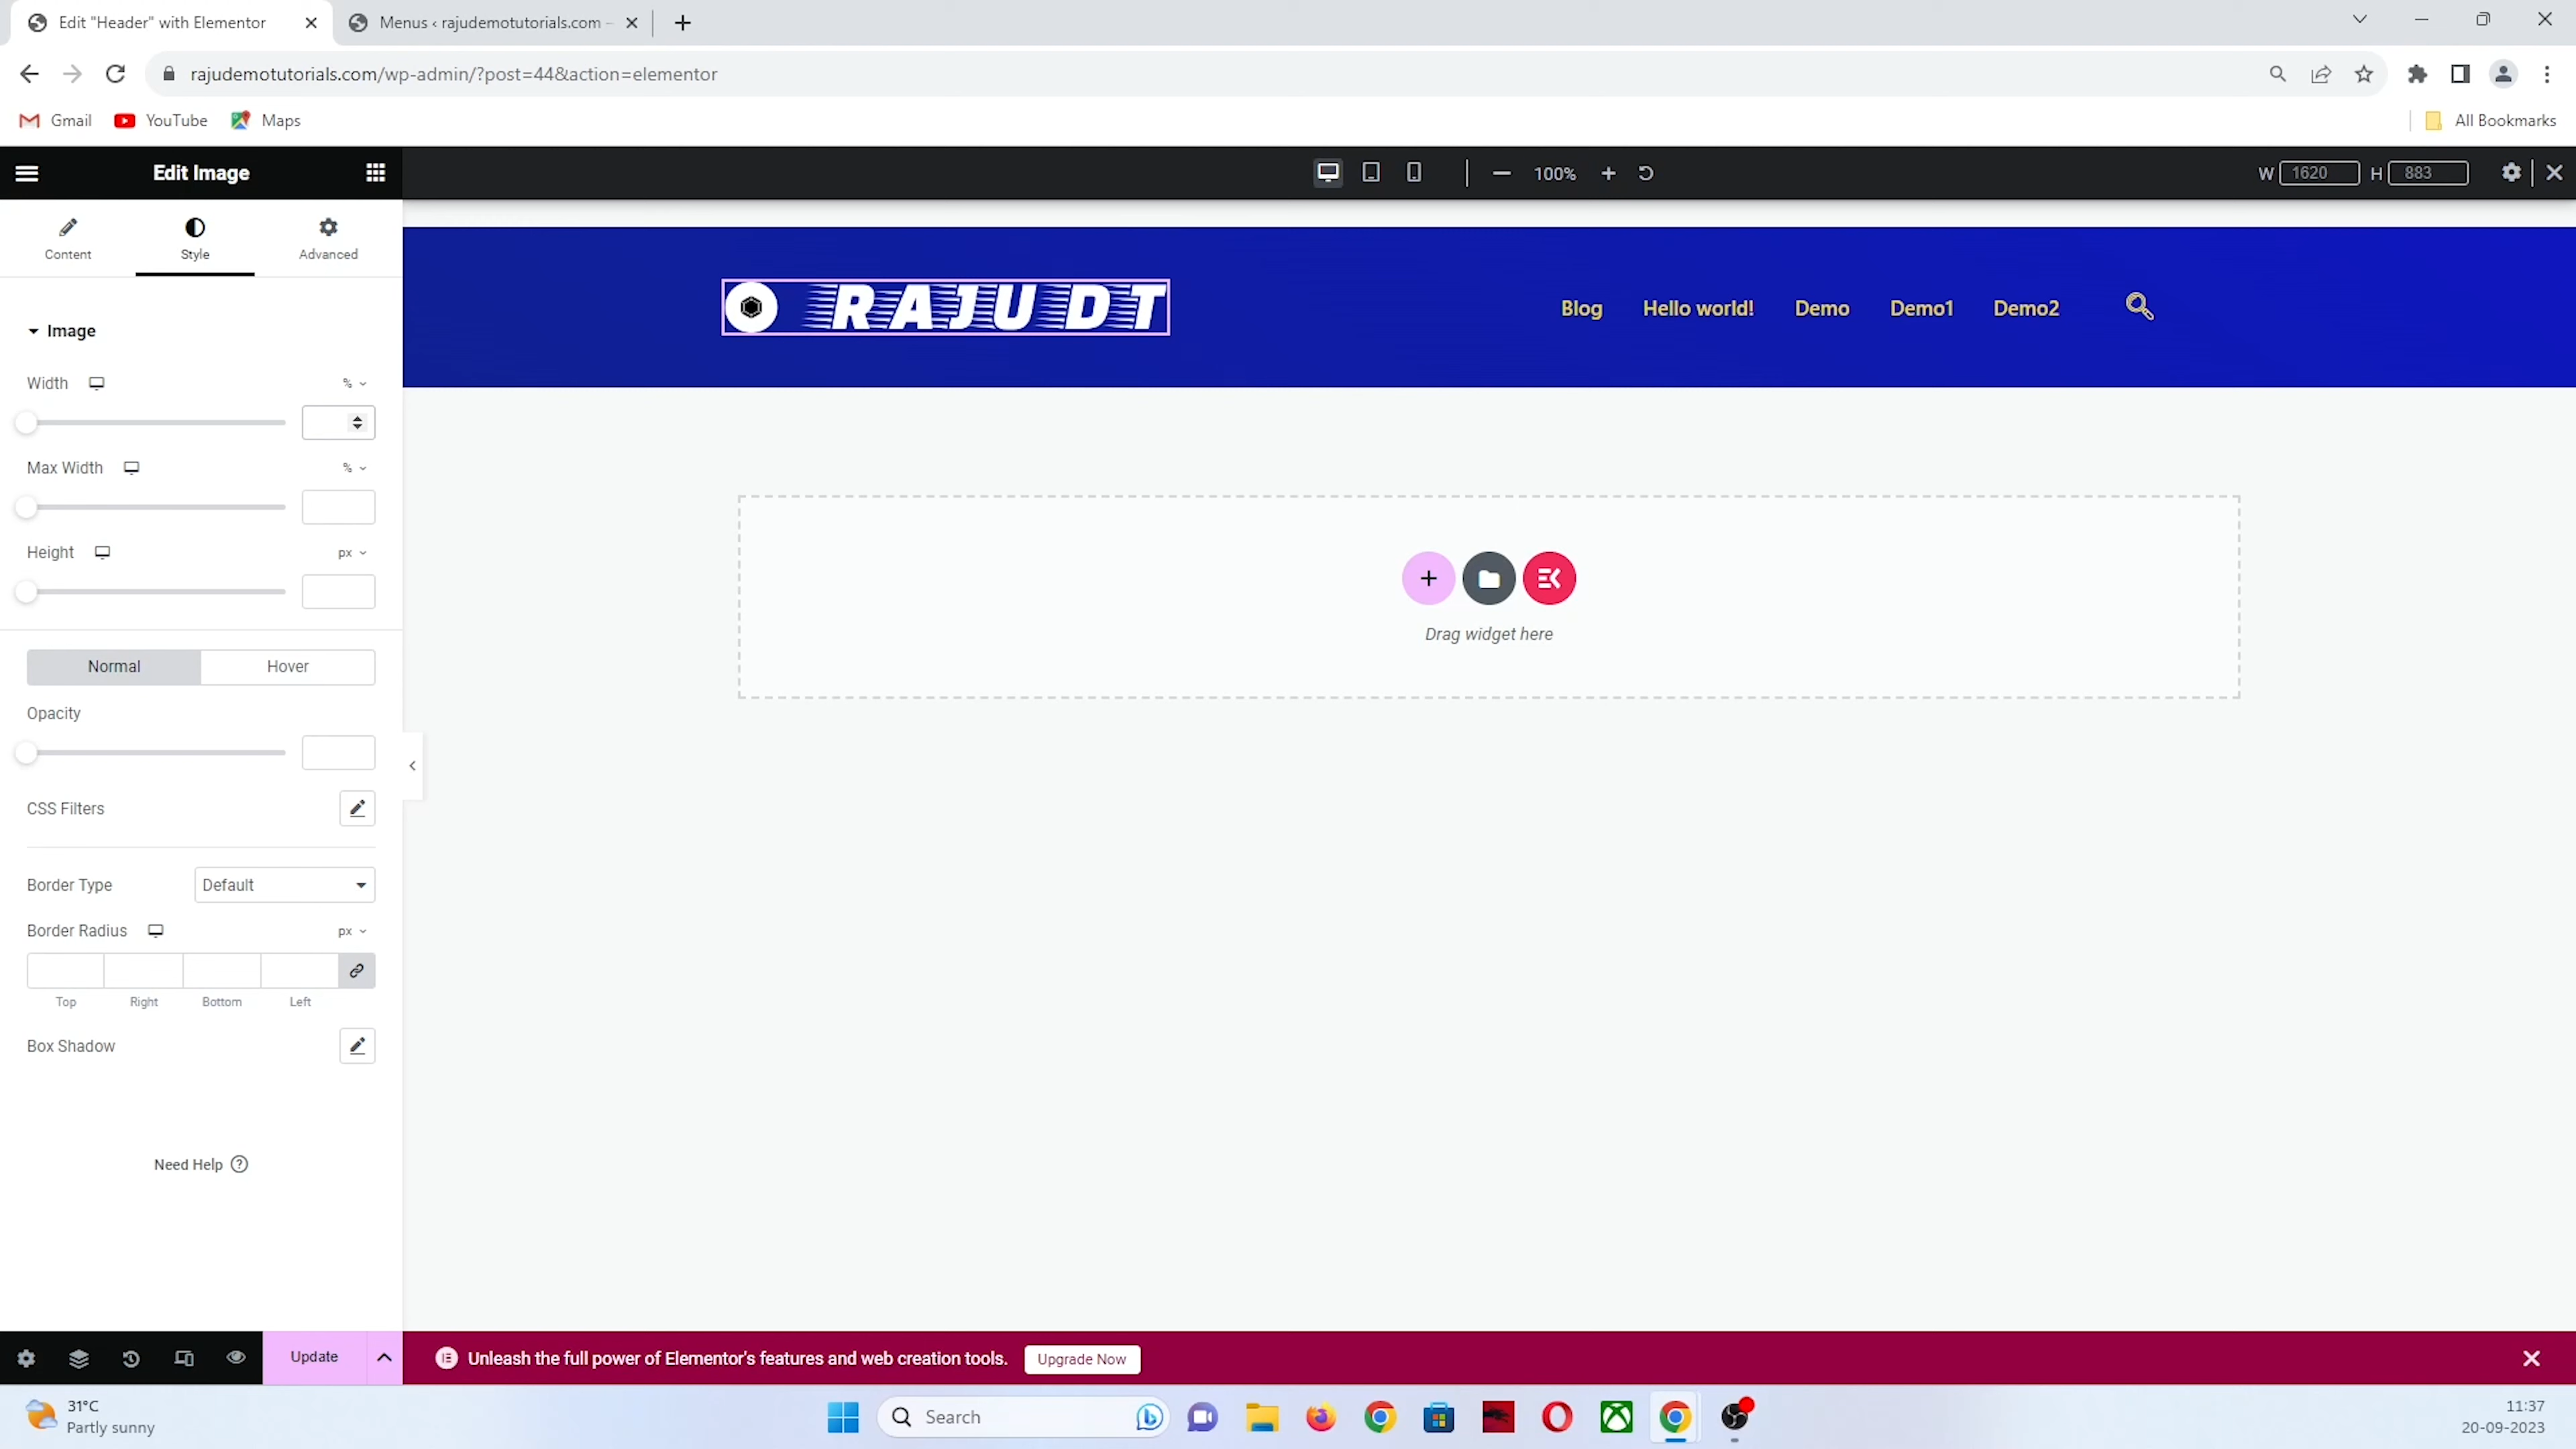 Edit "Header" with Elementor
Menus ‹ rajudemotutorials.com –
rajudemotutorials.com/wp-admin/?post=44&action=elementor
Gmail
YouTube
Maps
All Bookmarks
Edit Image
100%
W 1620 H 883
Content
Style
Advanced
RAJU DT
Blog
Hello world!
Demo
Demo1
Demo2
Image
Width
%
Max Width
%
Height
px
Drag widget here
Normal
Hover
Opacity
CSS Filters
Border Type
Default
Border Radius
px
Top
Right
Bottom
Left
Box Shadow
Need Help
Update
Unleash the full power of Elementor's features and web creation tools.
Upgrade Now
31°C
Partly sunny
Search
11:37
20-09-2023